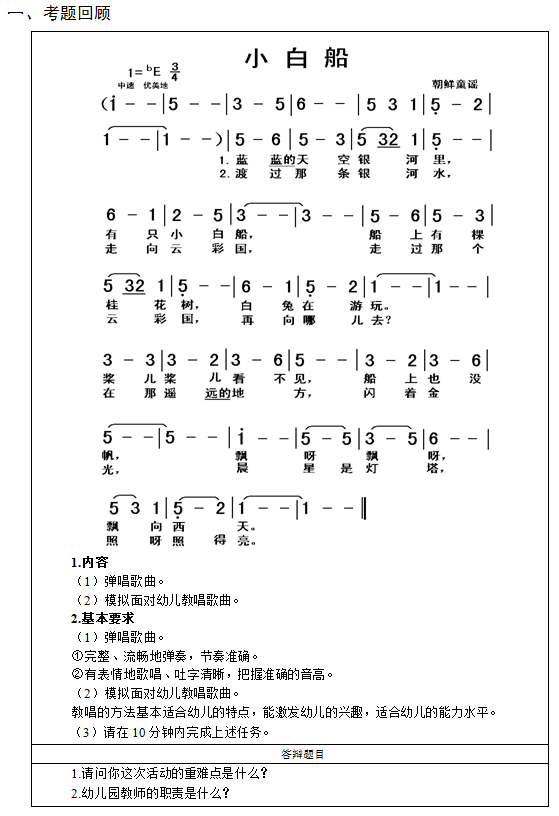 一、考题回顾
小白船
1=ᵇE 3/4
中速 优美地
朝鲜童谣
(i - - | 5 - - | 3 - 5 | 6 - - | 5 3 1 | 5̣ - 2 |
1 - - | 1 - - ) | 5 - 6 | 5 - 3 | 5 32 1 | 5̣ - - |
1. 蓝 蓝的天 空银 河里,
2. 渡 过那 条银 河水,
6 - 1 | 2 - 5 | 3 - - | 3 - - | 5 - 6 | 5 - 3 |
有 只小 白船, 船 上有 棵
走 向云 彩国, 走 过那 个
5 32 1 | 5̣ - - | 6 - 1 | 5̣ - 2 | 1 - - | 1 - - |
桂 花树, 白 兔在 游玩。
云 彩国, 再 向哪 儿去?
3 - 3 | 3 - 2 | 3 - 6 | 5 - - | 3 - 2 | 3 - 6 |
桨 儿桨 儿看 不见, 船 上也 没
在 那遥 远的地 方, 闪 着金
5 - - | 5 - - | i - - | 5 - 5 | 3 - 5 | 6 - - |
帆, 飘 呀 飘 呀,
光, 晨 星是灯 塔,
5 3 1 | 5̣ - 2 | 1 - - | 1 - - ‖
飘 向西 天。
照 呀照 得亮。
1.内容
(1)弹唱歌曲。
(2)模拟面对幼儿教唱歌曲。
2.基本要求
(1)弹唱歌曲。
①完整、流畅地弹奏,节奏准确。
②有表情地歌唱、吐字清晰,把握准确的音高。
(2)模拟面对幼儿教唱歌曲。
教唱的方法基本适合幼儿的特点,能激发幼儿的兴趣,适合幼儿的能力水平。
(3)请在 10 分钟内完成上述任务。
答辩题目
1.请问你这次活动的重难点是什么?
2.幼儿园教师的职责是什么?